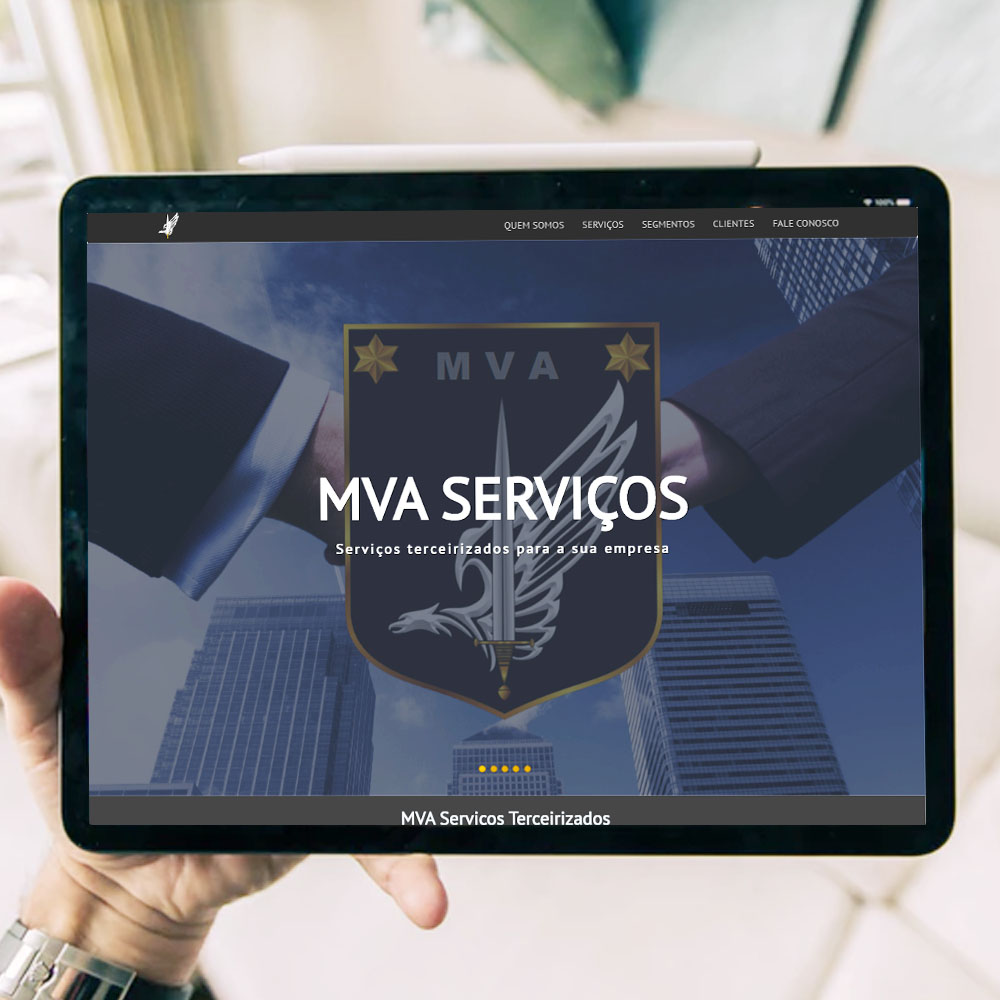 100%
QUEM SOMOS SERVIÇOS SEGMENTOS CLIENTES FALE CONOSCO
MVA
MVA SERVIÇOS
Serviços terceirizados para a sua empresa
MVA Servicos Terceirizados